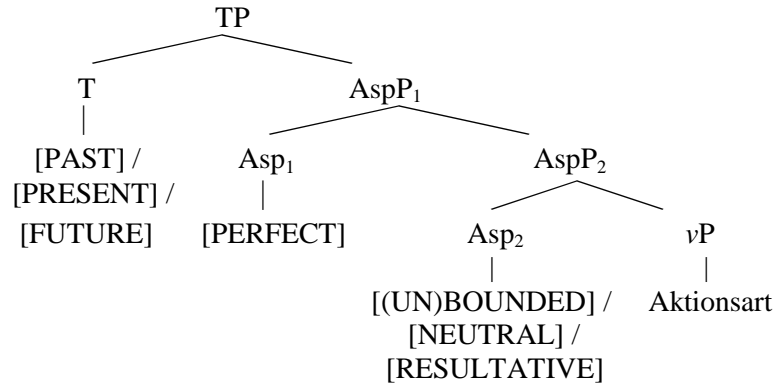 TP
T AspP₁
[PAST] / Asp₁ AspP₂
[PRESENT] /
[FUTURE] [PERFECT] Asp₂ vP
[(UN)BOUNDED] / Aktionsart
[NEUTRAL] /
[RESULTATIVE]